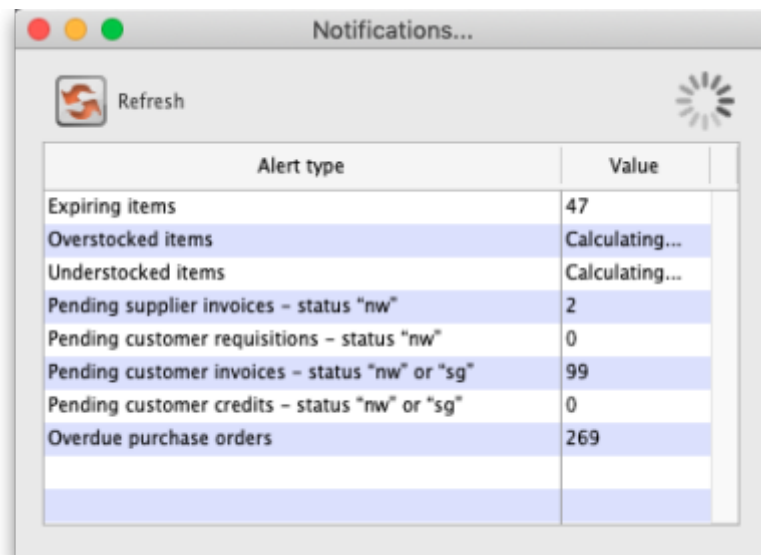 Notifications...
Refresh
Alert type Value
Expiring items 47
Overstocked items Calculating...
Understocked items Calculating...
Pending supplier invoices – status “nw” 2
Pending customer requisitions – status “nw” 0
Pending customer invoices – status “nw” or “sg” 99
Pending customer credits – status “nw” or “sg” 0
Overdue purchase orders 269